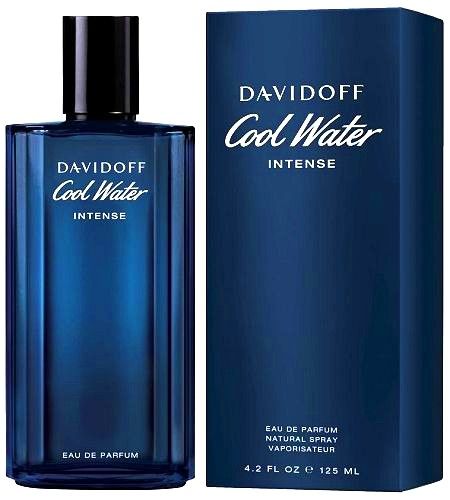 DAVIDOFF
Cool Water
INTENSE
EAU DE PARFUM
DAVIDOFF
Cool Water
INTENSE
EAU DE PARFUM
NATURAL SPRAY
VAPORISATEUR
4.2 FL OZ ℮ 125 ML